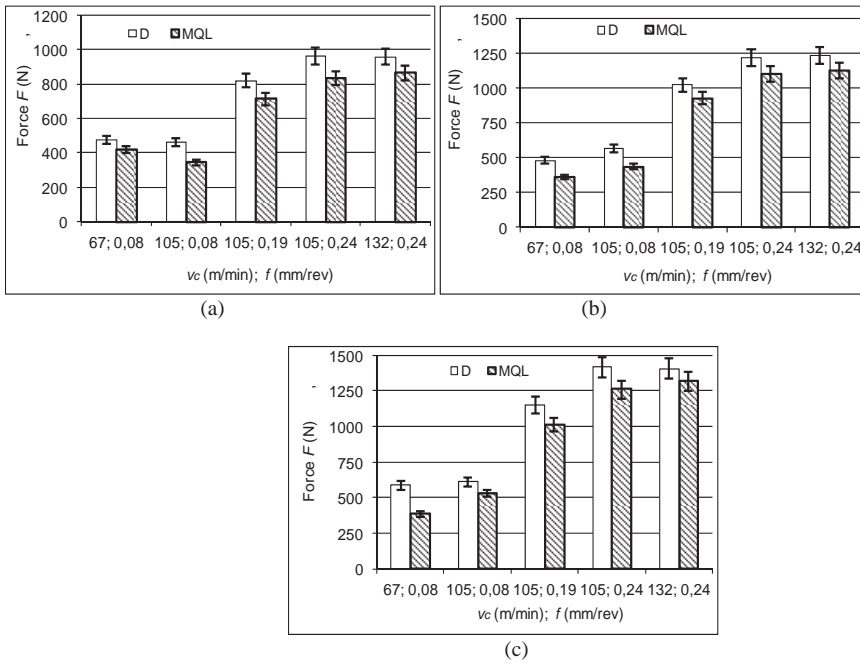 1200
1000
800
600
400
200
0
Force F (N)
,
D MQL
67; 0,08 105; 0,08 105; 0,19 105; 0,24 132; 0,24
vc (m/min); f (mm/rev)
(a)
1500
1250
1000
750
500
250
0
Force F (N)
,
D MQL
67; 0,08 105; 0,08 105; 0,19 105; 0,24 132; 0,24
vc (m/min); f (mm/rev)
(b)
1500
1250
1000
750
500
250
0
Force F (N)
,
D MQL
67; 0,08 105; 0,08 105; 0,19 105; 0,24 132; 0,24
vc (m/min); f (mm/rev)
(c)